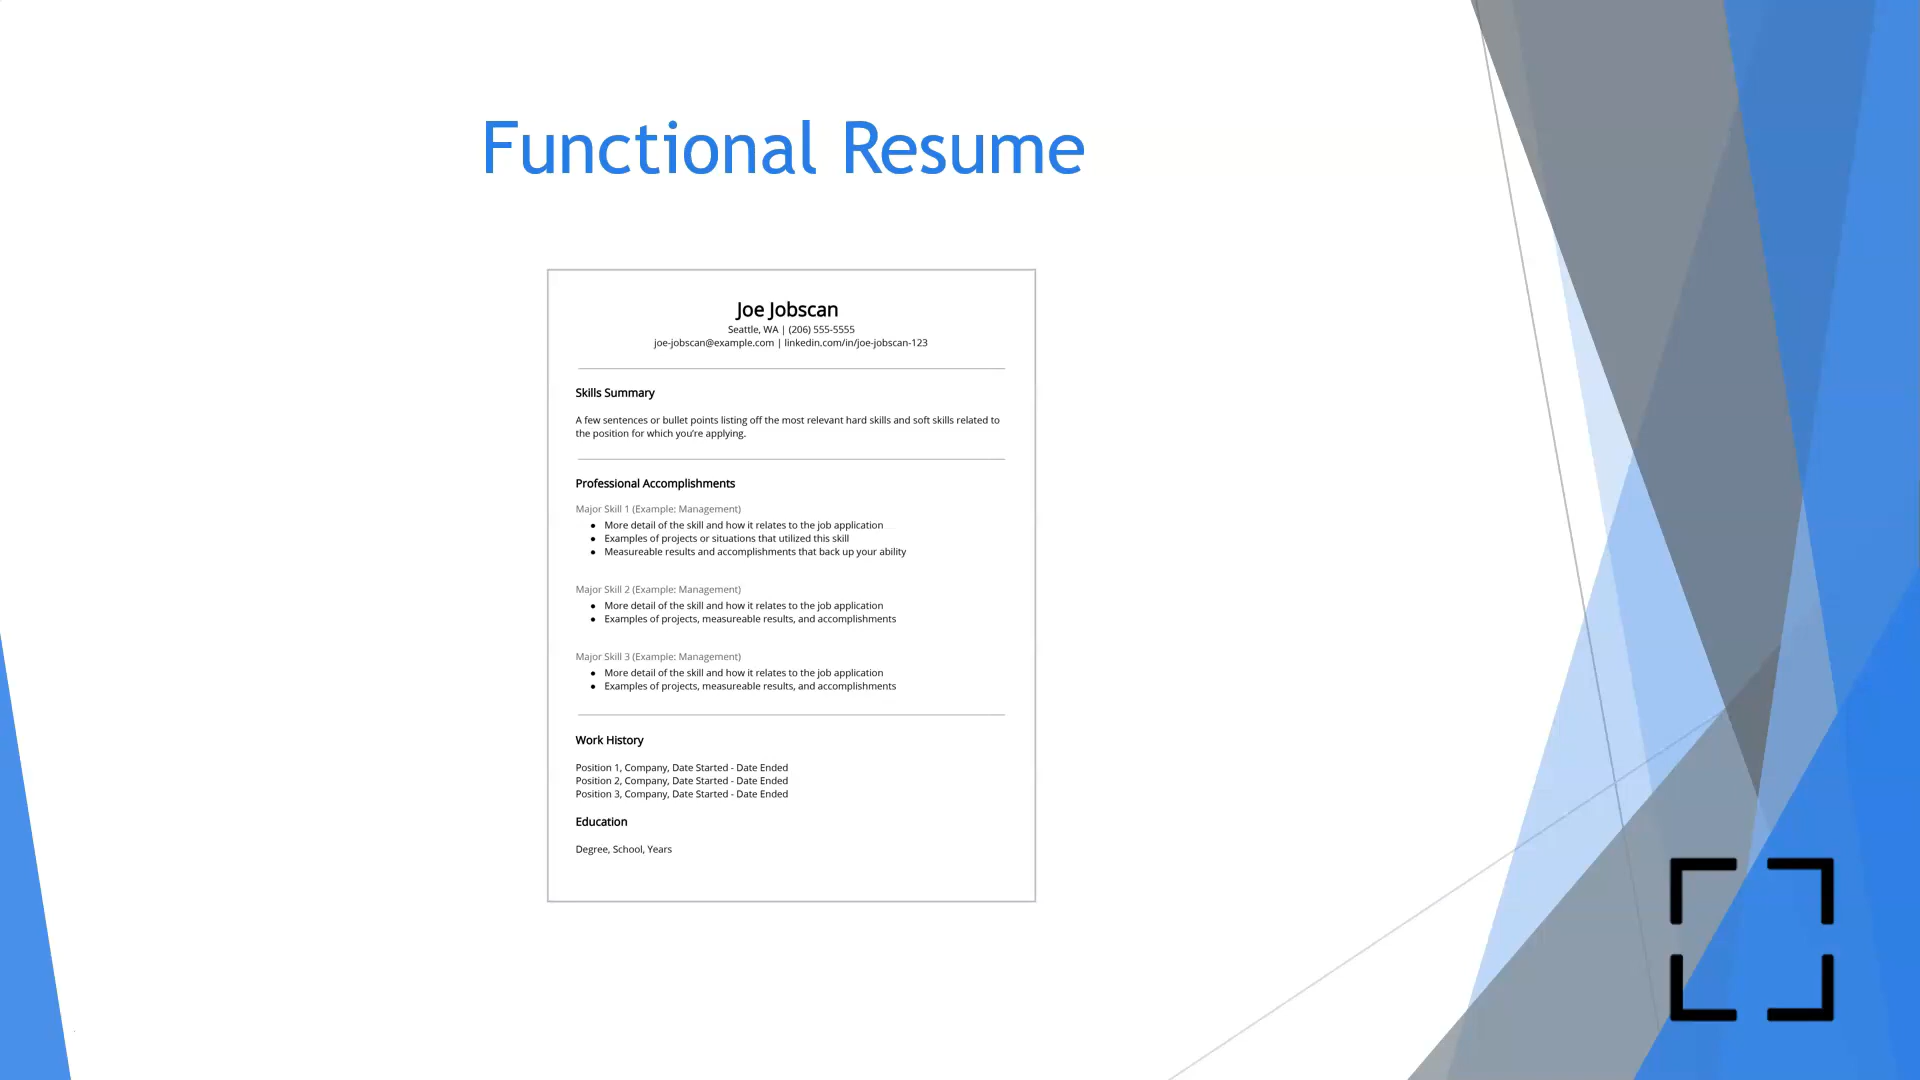 Functional Resume
Joe Jobscan
Seattle, WA | (206) 555-5555
joe-jobscan@example.com | linkedin.com/in/joe-jobscan-123
Skills Summary
A few sentences or bullet points listing off the most relevant hard skills and soft skills related to
the position for which you're applying.
Professional Accomplishments
Major Skill 1 (Example: Management)
● More detail of the skill and how it relates to the job application
● Examples of projects or situations that utilized this skill
● Measureable results and accomplishments that back up your ability
Major Skill 2 (Example: Management)
● More detail of the skill and how it relates to the job application
● Examples of projects, measureable results, and accomplishments
Major Skill 3 (Example: Management)
● More detail of the skill and how it relates to the job application
● Examples of projects, measureable results, and accomplishments
Work History
Position 1, Company, Date Started - Date Ended
Position 2, Company, Date Started - Date Ended
Position 3, Company, Date Started - Date Ended
Education
Degree, School, Years